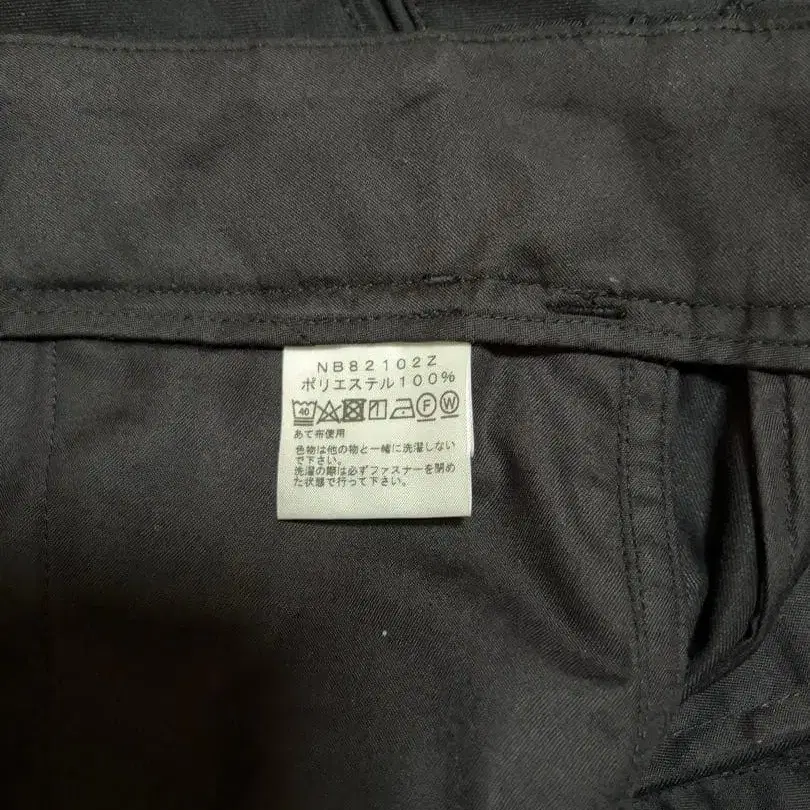 NB82102Z
ポリエステル100%
40 F W
あて布使用
色物は他の物と一緒に洗濯しない
で下さい。
洗濯の際は必ずファスナーを閉め
た状態で行って下さい。